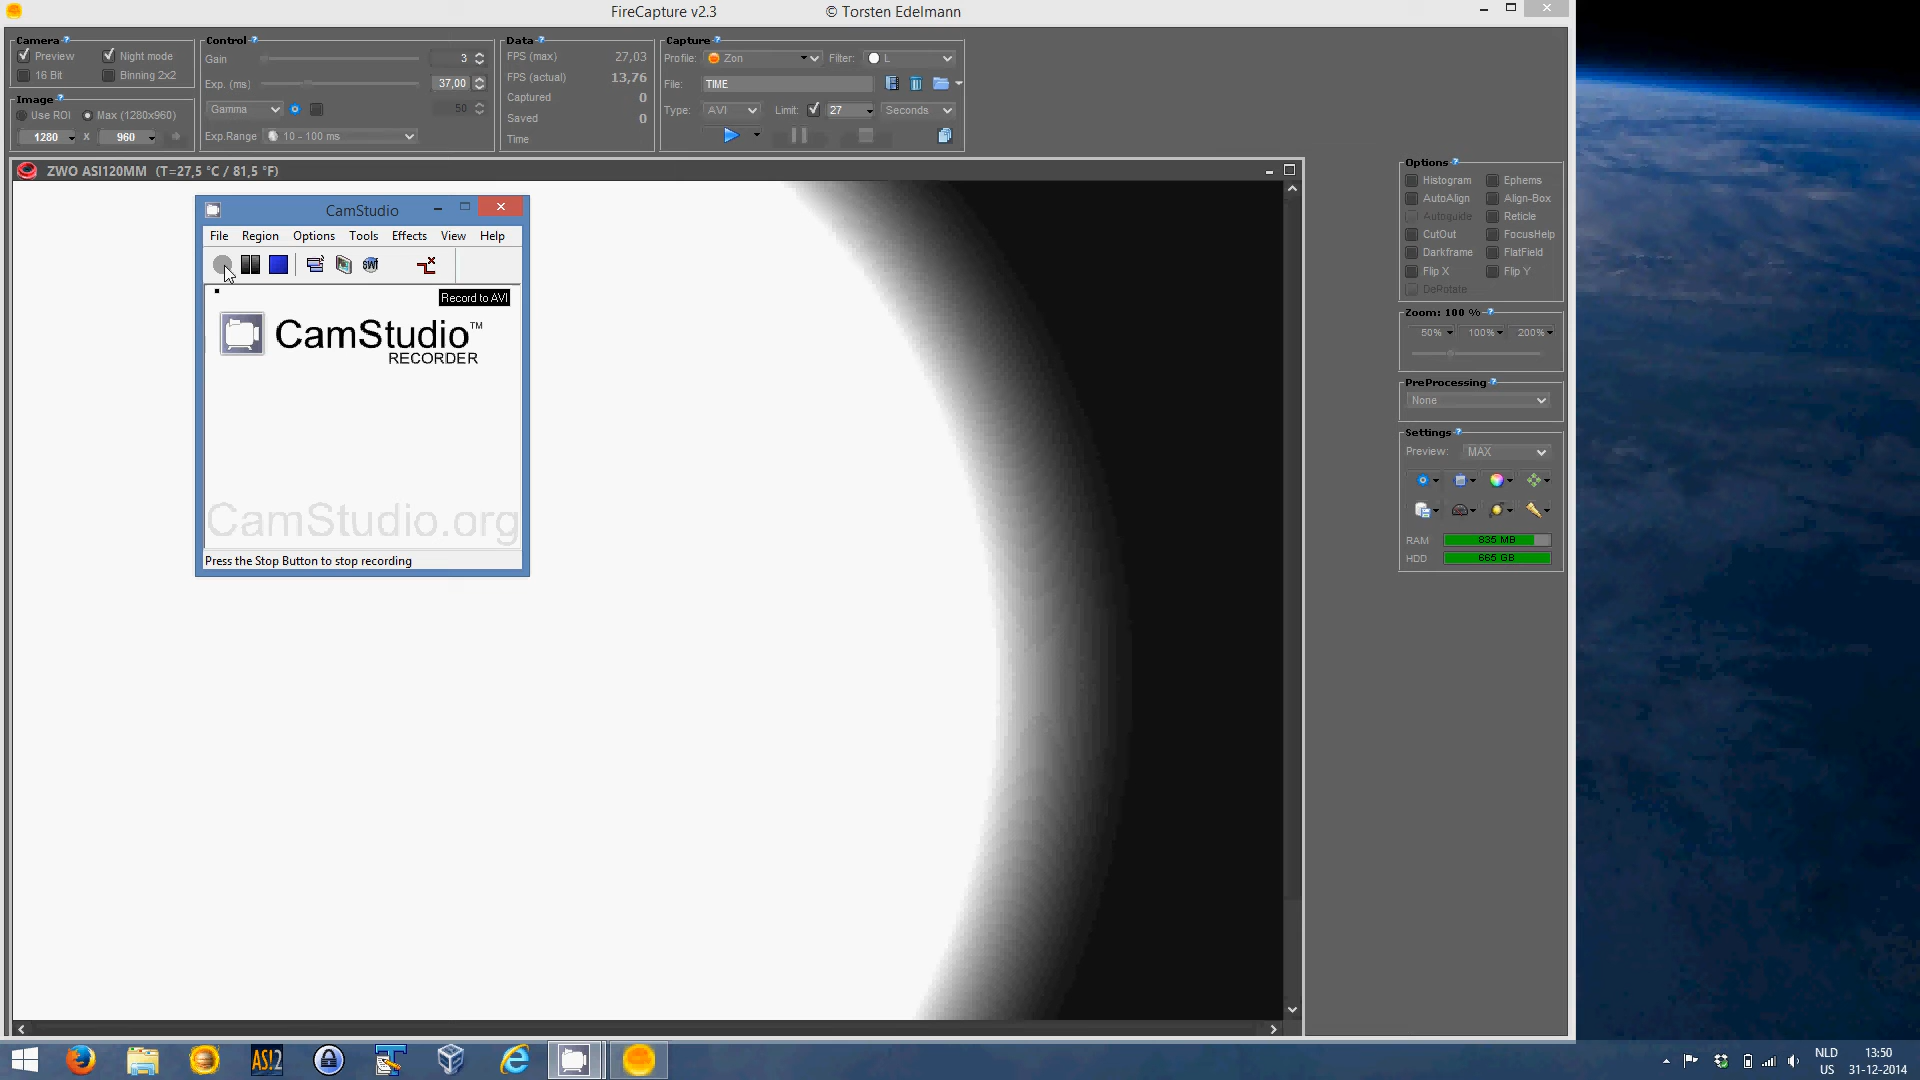 FireCapture v2.3 © Torsten Edelmann
Camera
Preview Night mode
16 Bit Binning 2x2
Image
Use ROI Max (1280x960)
1280 x 960
Control
Gain 3
Exp. (ms) 37,00
Gamma 50
Exp.Range 10 - 100 ms
Data
FPS (max) 27,03
FPS (actual) 13,76
Captured 0
Saved 0
Time
Capture
Profile: Zon Filter: L
File: TIME
Type: AVI Limit: 27 Seconds
ZWO ASI120MM (T=27,5 °C / 81,5 °F)
CamStudio
File Region Options Tools Effects View Help
SWF
Record to AVI
CamStudio™
RECORDER
CamStudio.org
Press the Stop Button to stop recording
Options
Histogram Ephems
AutoAlign Align-Box
Autoguide Reticle
CutOut FocusHelp
Darkframe FlatField
Flip X Flip Y
DeRotate
Zoom: 100 %
50% 100% 200%
PreProcessing
None
Settings
Preview: MAX
RAM 835 MB
HDD 665 GB
AS!2
NLD 13:50
US 31-12-2014